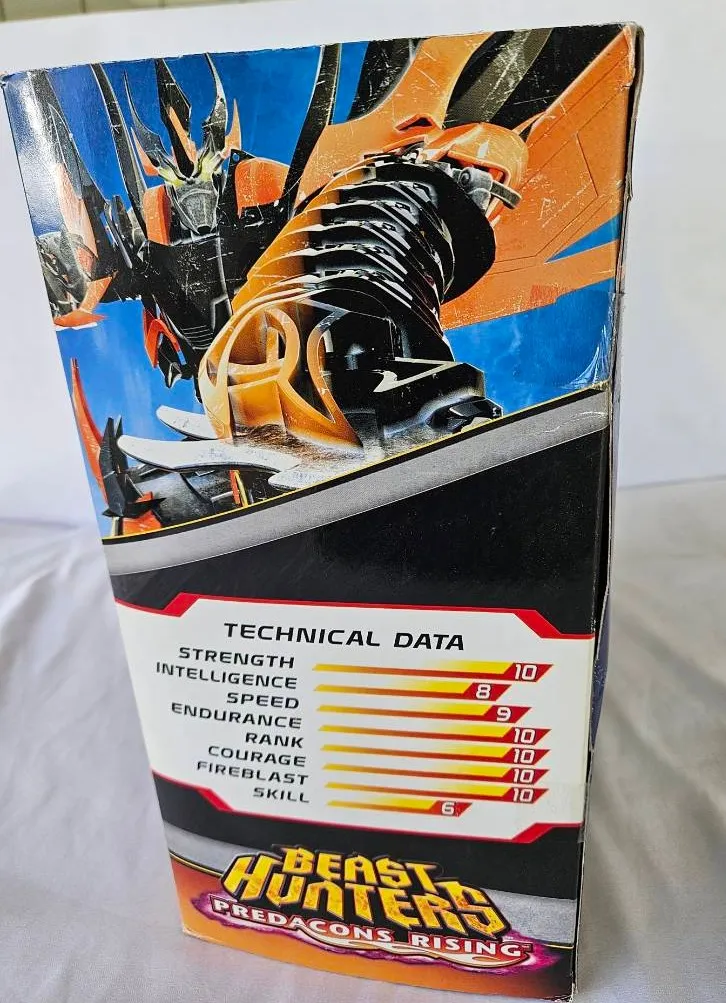 TECHNICAL DATA
STRENGTH 10
INTELLIGENCE 8
SPEED 9
ENDURANCE 10
RANK 10
COURAGE 10
FIREBLAST 10
SKILL 6
BEAST
HUNTERS
PREDACONS RISING™